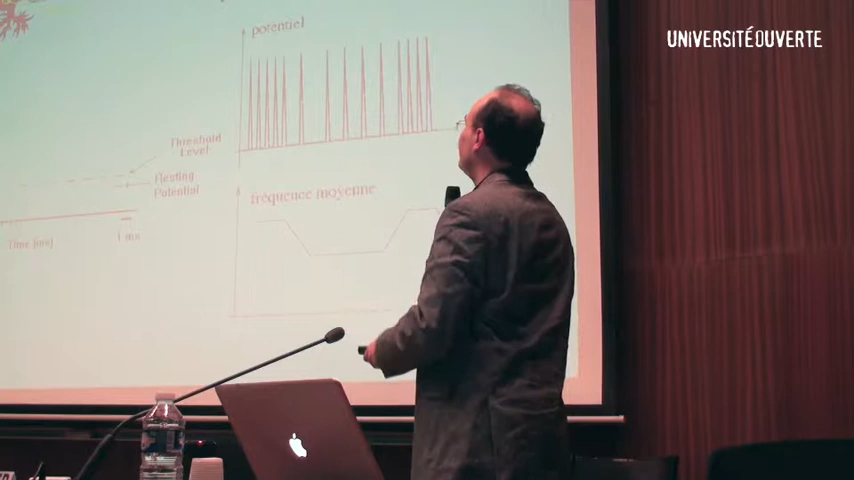 UNIVERSITÉOUVERTE
potentiel
Threshold
Level
Resting
Potential
Time [ms]
1 ms
fréquence moyenne